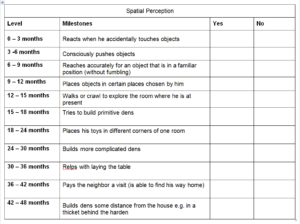 Spatial Perception
Level Milestones Yes No
0 – 3 months Reacts when he accidentally touches objects
3 -6 months Consciously pushes objects
6 – 9 months Reaches accurately for an object that is in a familiar
position (without fumbling)
9 – 12 months Places objects in certain places chosen by him
12 – 15 months Walks or crawl to explore the room where he is at
present
15 – 18 months Tries to build primitive dens
18 – 24 months Places his toys in different corners of one room
24 – 30 months Builds more complicated dens
30 – 36 months Relps with laying the table
36 – 42 months Pays the neighbor a visit (is able to find his way home)
42 – 48 months Builds dens some distance from the house e.g. in a
thicket behind the harden